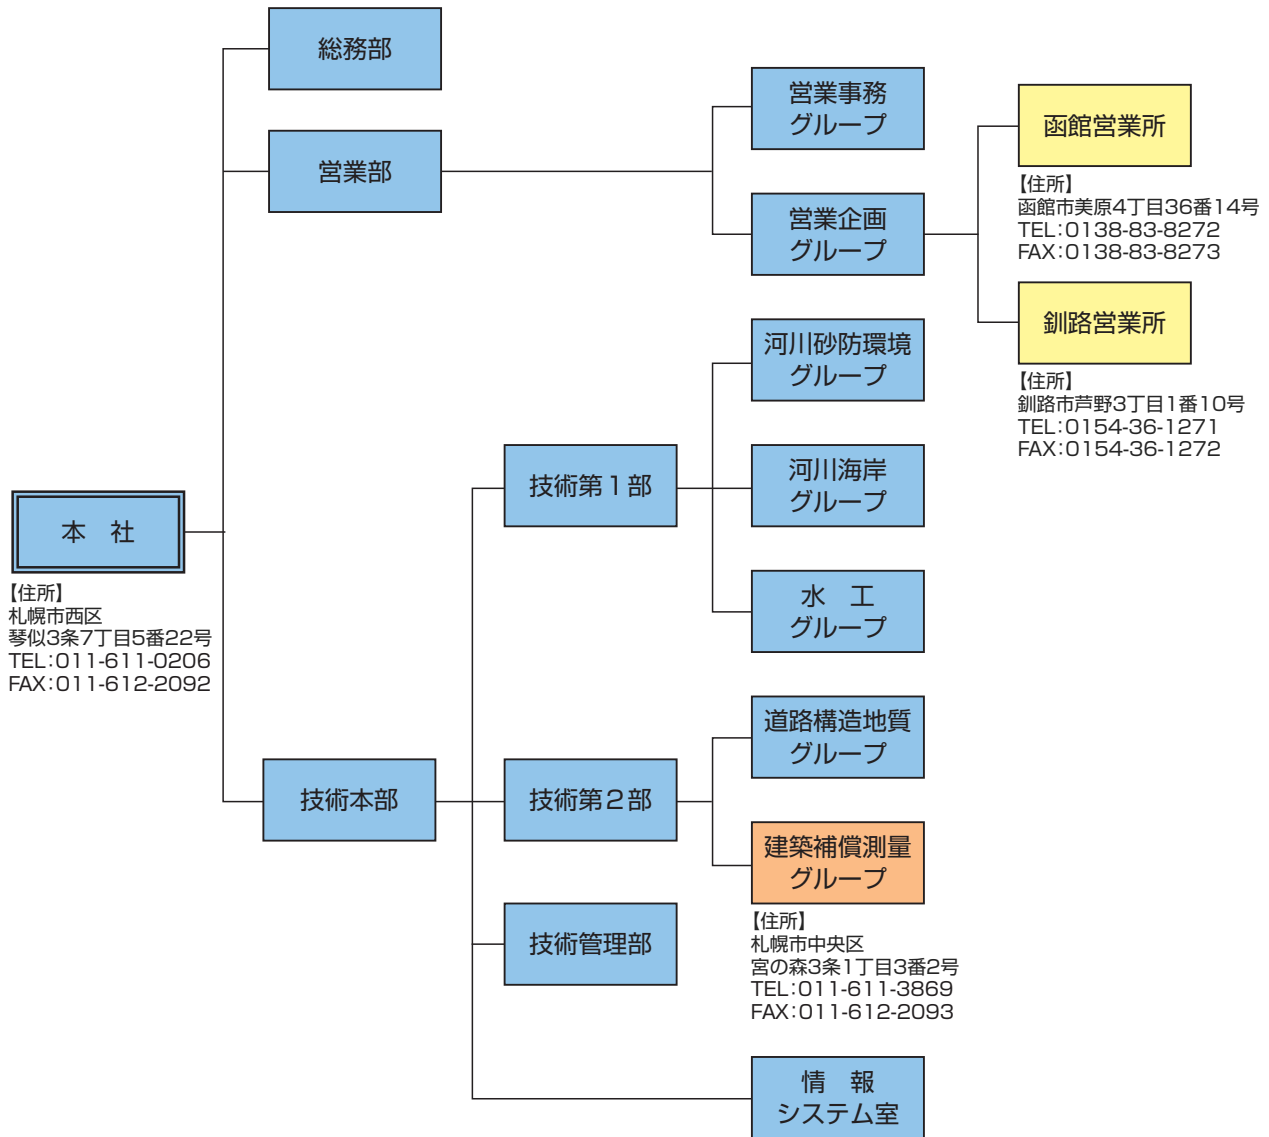 総務部
営業部
営業事務
グループ
営業企画
グループ
函館営業所
【住所】
函館市美原4丁目36番14号
TEL:0138-83-8272
FAX:0138-83-8273
釧路営業所
【住所】
釧路市芦野3丁目1番10号
TEL:0154-36-1271
FAX:0154-36-1272
本　社
【住所】
札幌市西区
琴似3条7丁目5番22号
TEL:011-611-0206
FAX:011-612-2092
技術本部
技術第1部
河川砂防環境
グループ
河川海岸
グループ
水　工
グループ
技術第2部
道路構造地質
グループ
建築補償測量
グループ
【住所】
札幌市中央区
宮の森3条1丁目3番2号
TEL:011-611-3869
FAX:011-612-2093
技術管理部
情　報
システム室